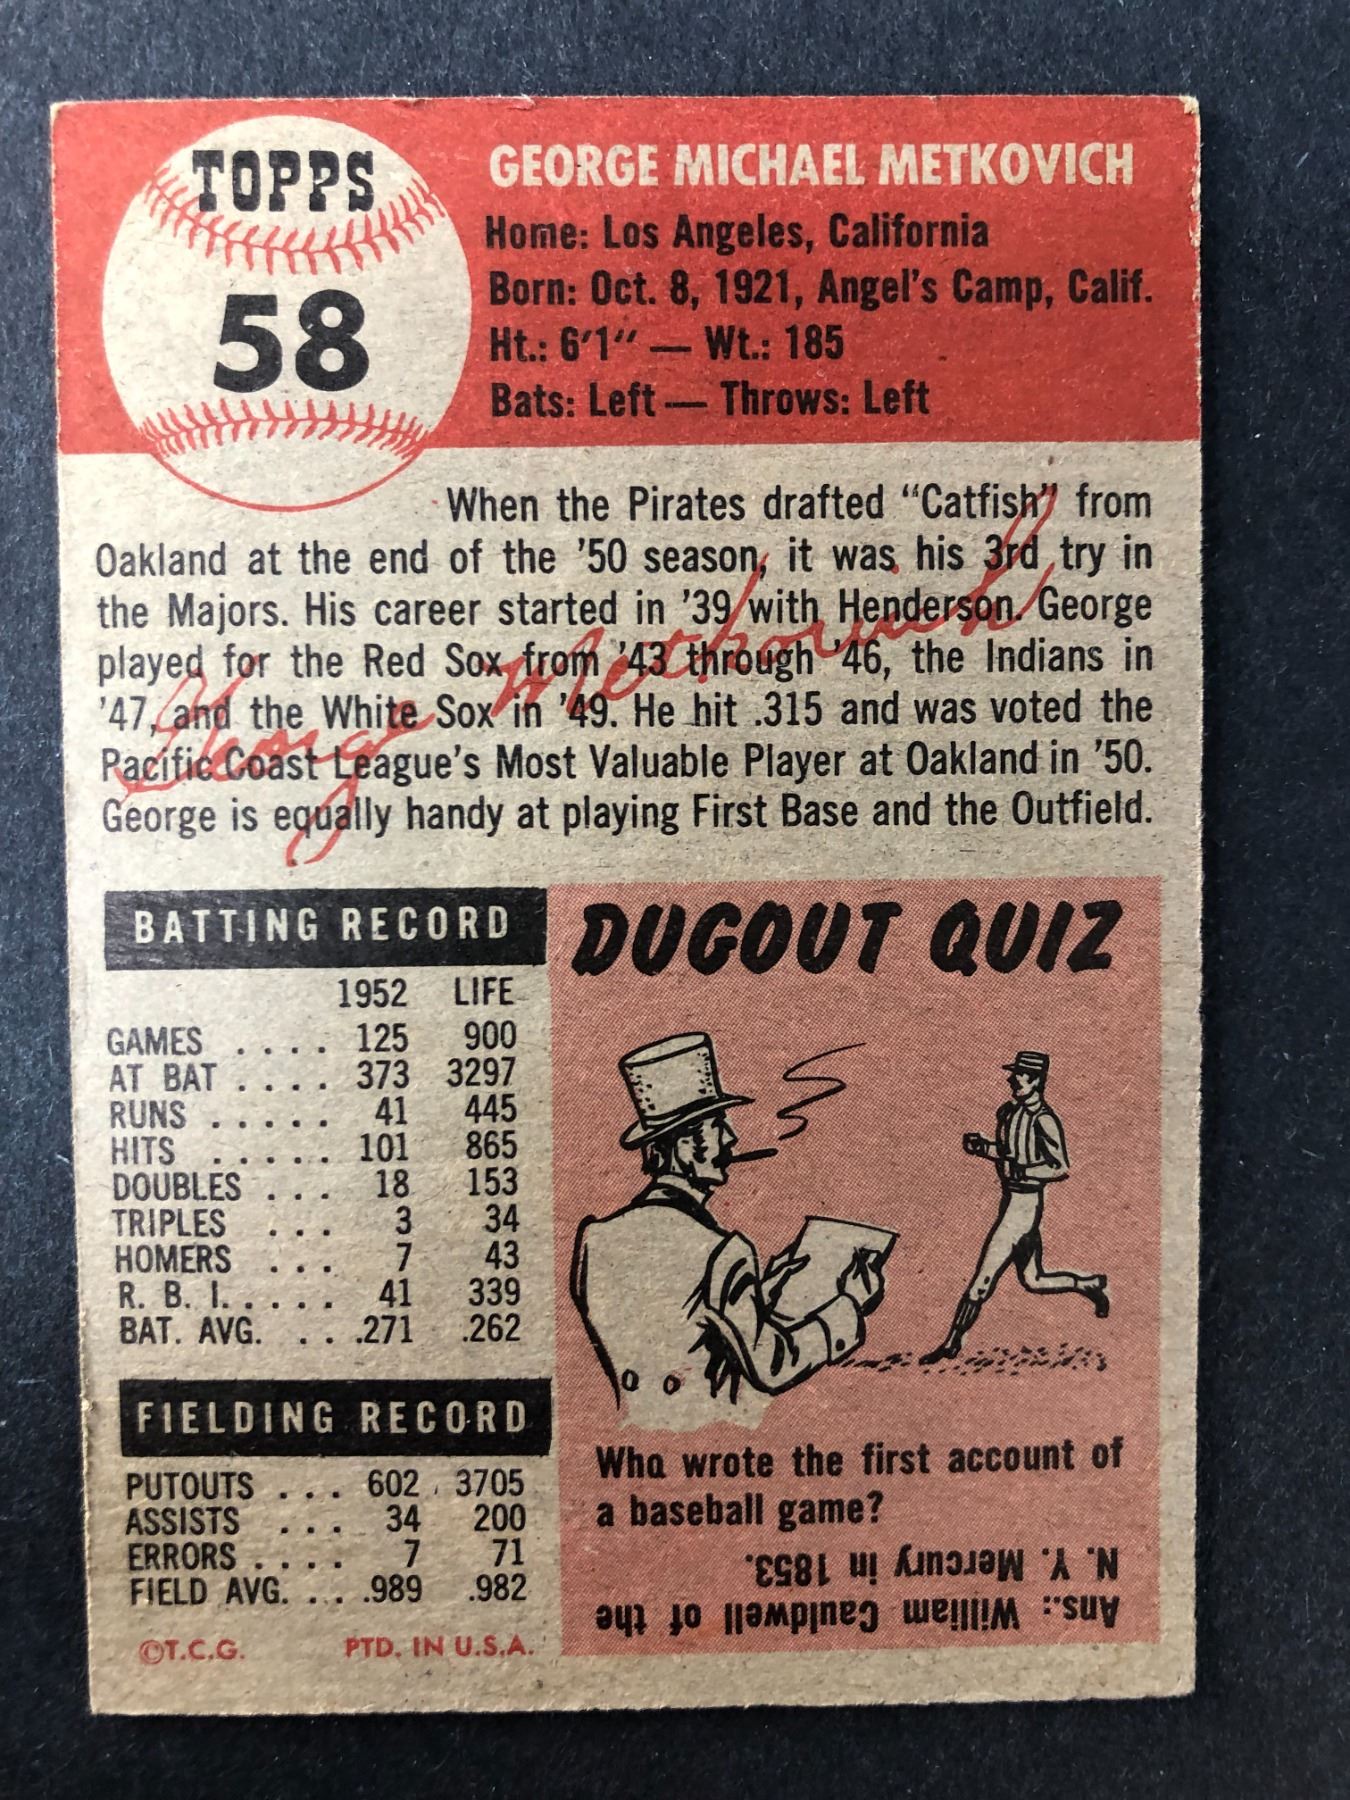 TOPPS
58
GEORGE MICHAEL METKOVICH
Home: Los Angeles, California
Born: Oct. 8, 1921, Angel's Camp, Calif.
Ht.: 6'1" — Wt.: 185
Bats: Left — Throws: Left
When the Pirates drafted "Catfish" from
Oakland at the end of the '50 season, it was his 3rd try in
the Majors. His career started in '39 with Henderson. George
played for the Red Sox from '43 through '46, the Indians in
'47, and the White Sox in '49. He hit .315 and was voted the
Pacific Coast League's Most Valuable Player at Oakland in '50.
George is equally handy at playing First Base and the Outfield.
George Metkovich
BATTING RECORD
1952 LIFE
GAMES .... 125 900
AT BAT .... 373 3297
RUNS ..... 41 445
HITS ..... 101 865
DOUBLES ... 18 153
TRIPLES ... 3 34
HOMERS ... 7 43
R. B. I. .... 41 339
BAT. AVG. ... .271 .262
FIELDING RECORD
PUTOUTS ... 602 3705
ASSISTS ... 34 200
ERRORS .... 7 71
FIELD AVG. ... .989 .982
©T.C.G. PTD. IN U.S.A.
DUGOUT QUIZ
Who wrote the first account of
a baseball game?
Ans.: William Cauldwell of the
N. Y. Mercury in 1853.